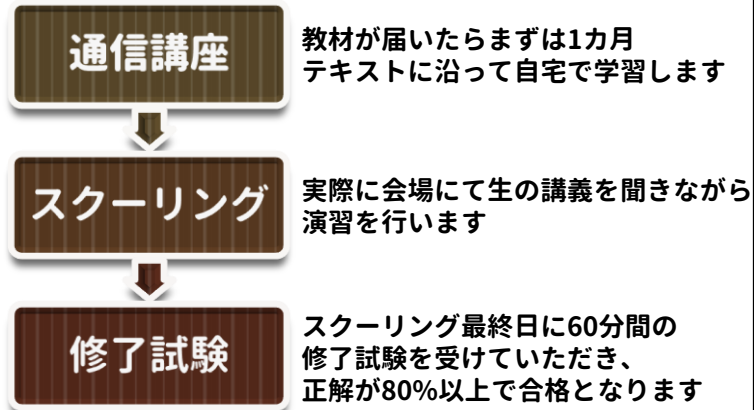 通信講座
教材が届いたらまずは1カ月
テキストに沿って自宅で学習します
スクーリング
実際に会場にて生の講義を聞きながら
演習を行います
修了試験
スクーリング最終日に60分間の
修了試験を受けていただき、
正解が80%以上で合格となります